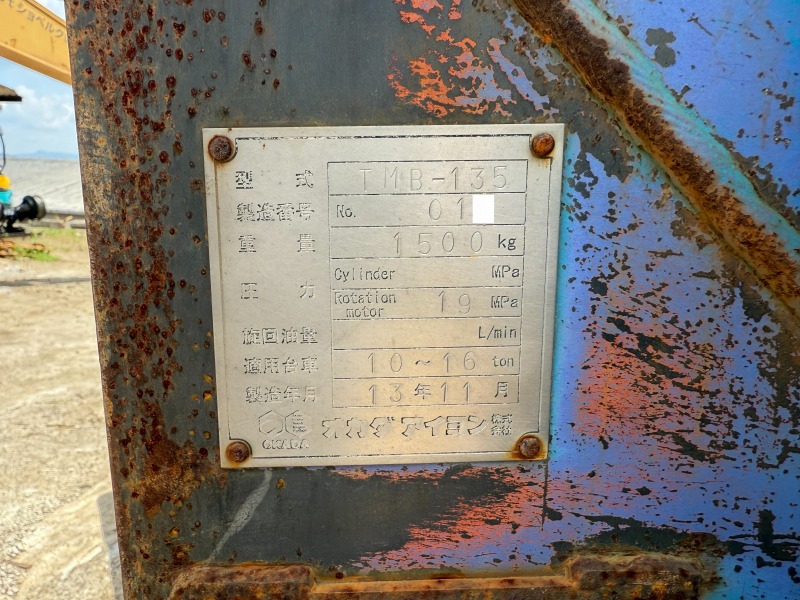 型式 TMB-135
製造番号 No. 01
重量 1500 kg
圧力 Cylinder MPa
Rotation motor 19 MPa
旋回油量 L/min
適用台車 10～16 ton
製造年月 13年11月
OKADA オカダアイヨン株式会社